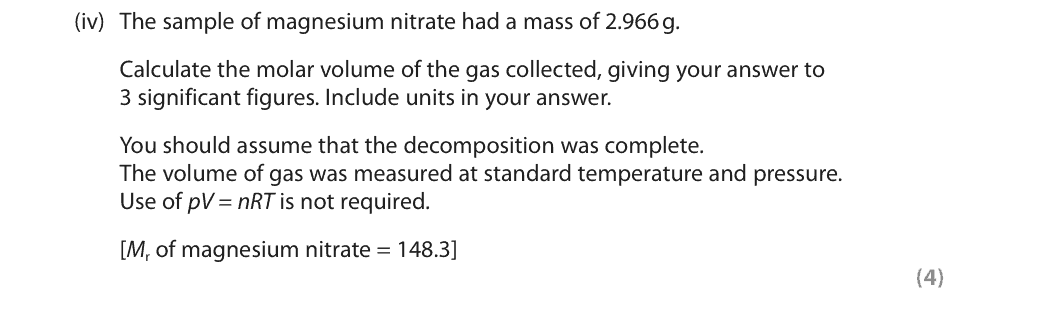 (iv) The sample of magnesium nitrate had a mass of 2.966 g.
Calculate the molar volume of the gas collected, giving your answer to
3 significant figures. Include units in your answer.
You should assume that the decomposition was complete.
The volume of gas was measured at standard temperature and pressure.
Use of pV = nRT is not required.
[Mᵣ of magnesium nitrate = 148.3]
(4)